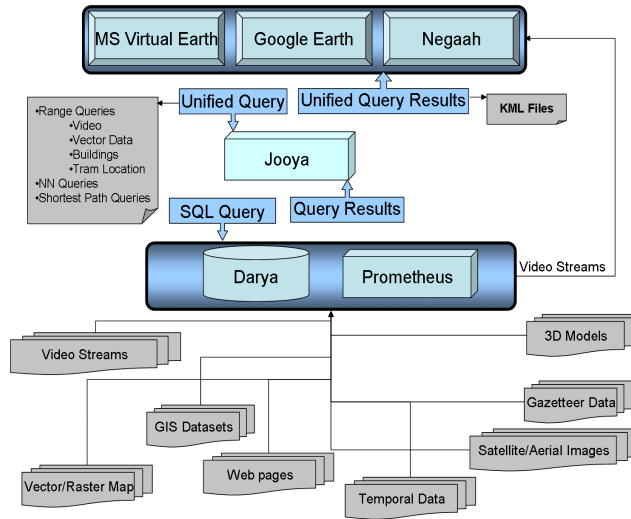 MS Virtual Earth
Google Earth
Negaah
Unified Query
Unified Query Results
KML Files
•Range Queries
•Video
•Vector Data
•Buildings
•Tram Location
•NN Queries
•Shortest Path Queries
Jooya
SQL Query
Query Results
Darya
Prometheus
Video Streams
Video Streams
3D Models
GIS Datasets
Gazetteer Data
Web pages
Satellite/Aerial Images
Vector/Raster Map
Temporal Data